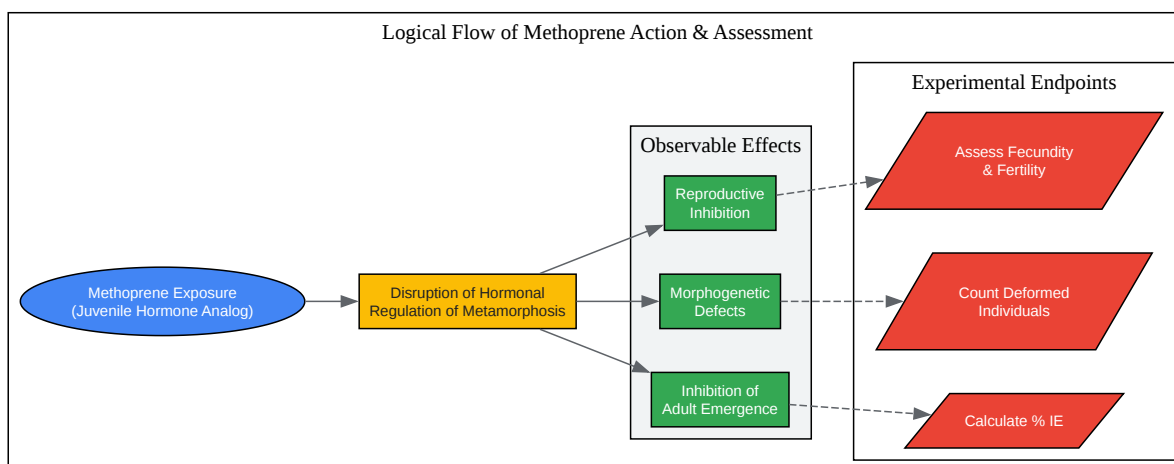 Logical Flow of Methoprene Action & Assessment
Experimental Endpoints
Observable Effects
Methoprene Exposure
(Juvenile Hormone Analog)
Disruption of Hormonal
Regulation of Metamorphosis
Reproductive
Inhibition
Morphogenetic
Defects
Inhibition of
Adult Emergence
Assess Fecundity
& Fertility
Count Deformed
Individuals
Calculate % IE